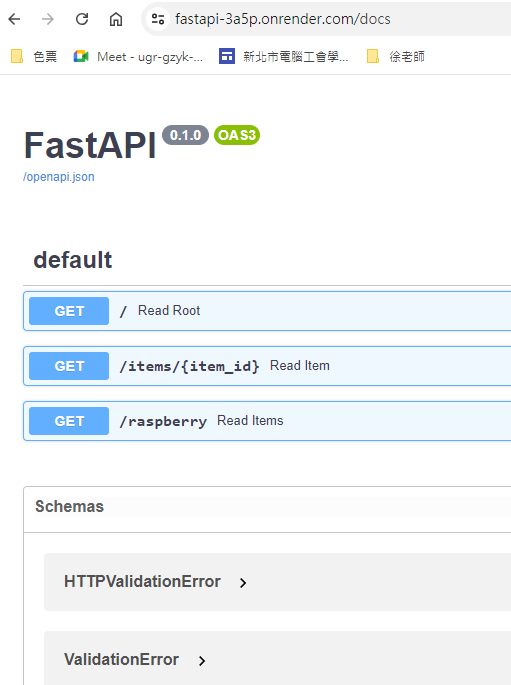 fastapi-3a5p.onrender.com/docs
色票 Meet - ugr-gzyk-... 新北市電腦工會學... 徐老師
FastAPI 0.1.0 OAS3
/openapi.json
default
GET / Read Root
GET /items/{item_id} Read Item
GET /raspberry Read Items
Schemas
HTTPValidationError
ValidationError